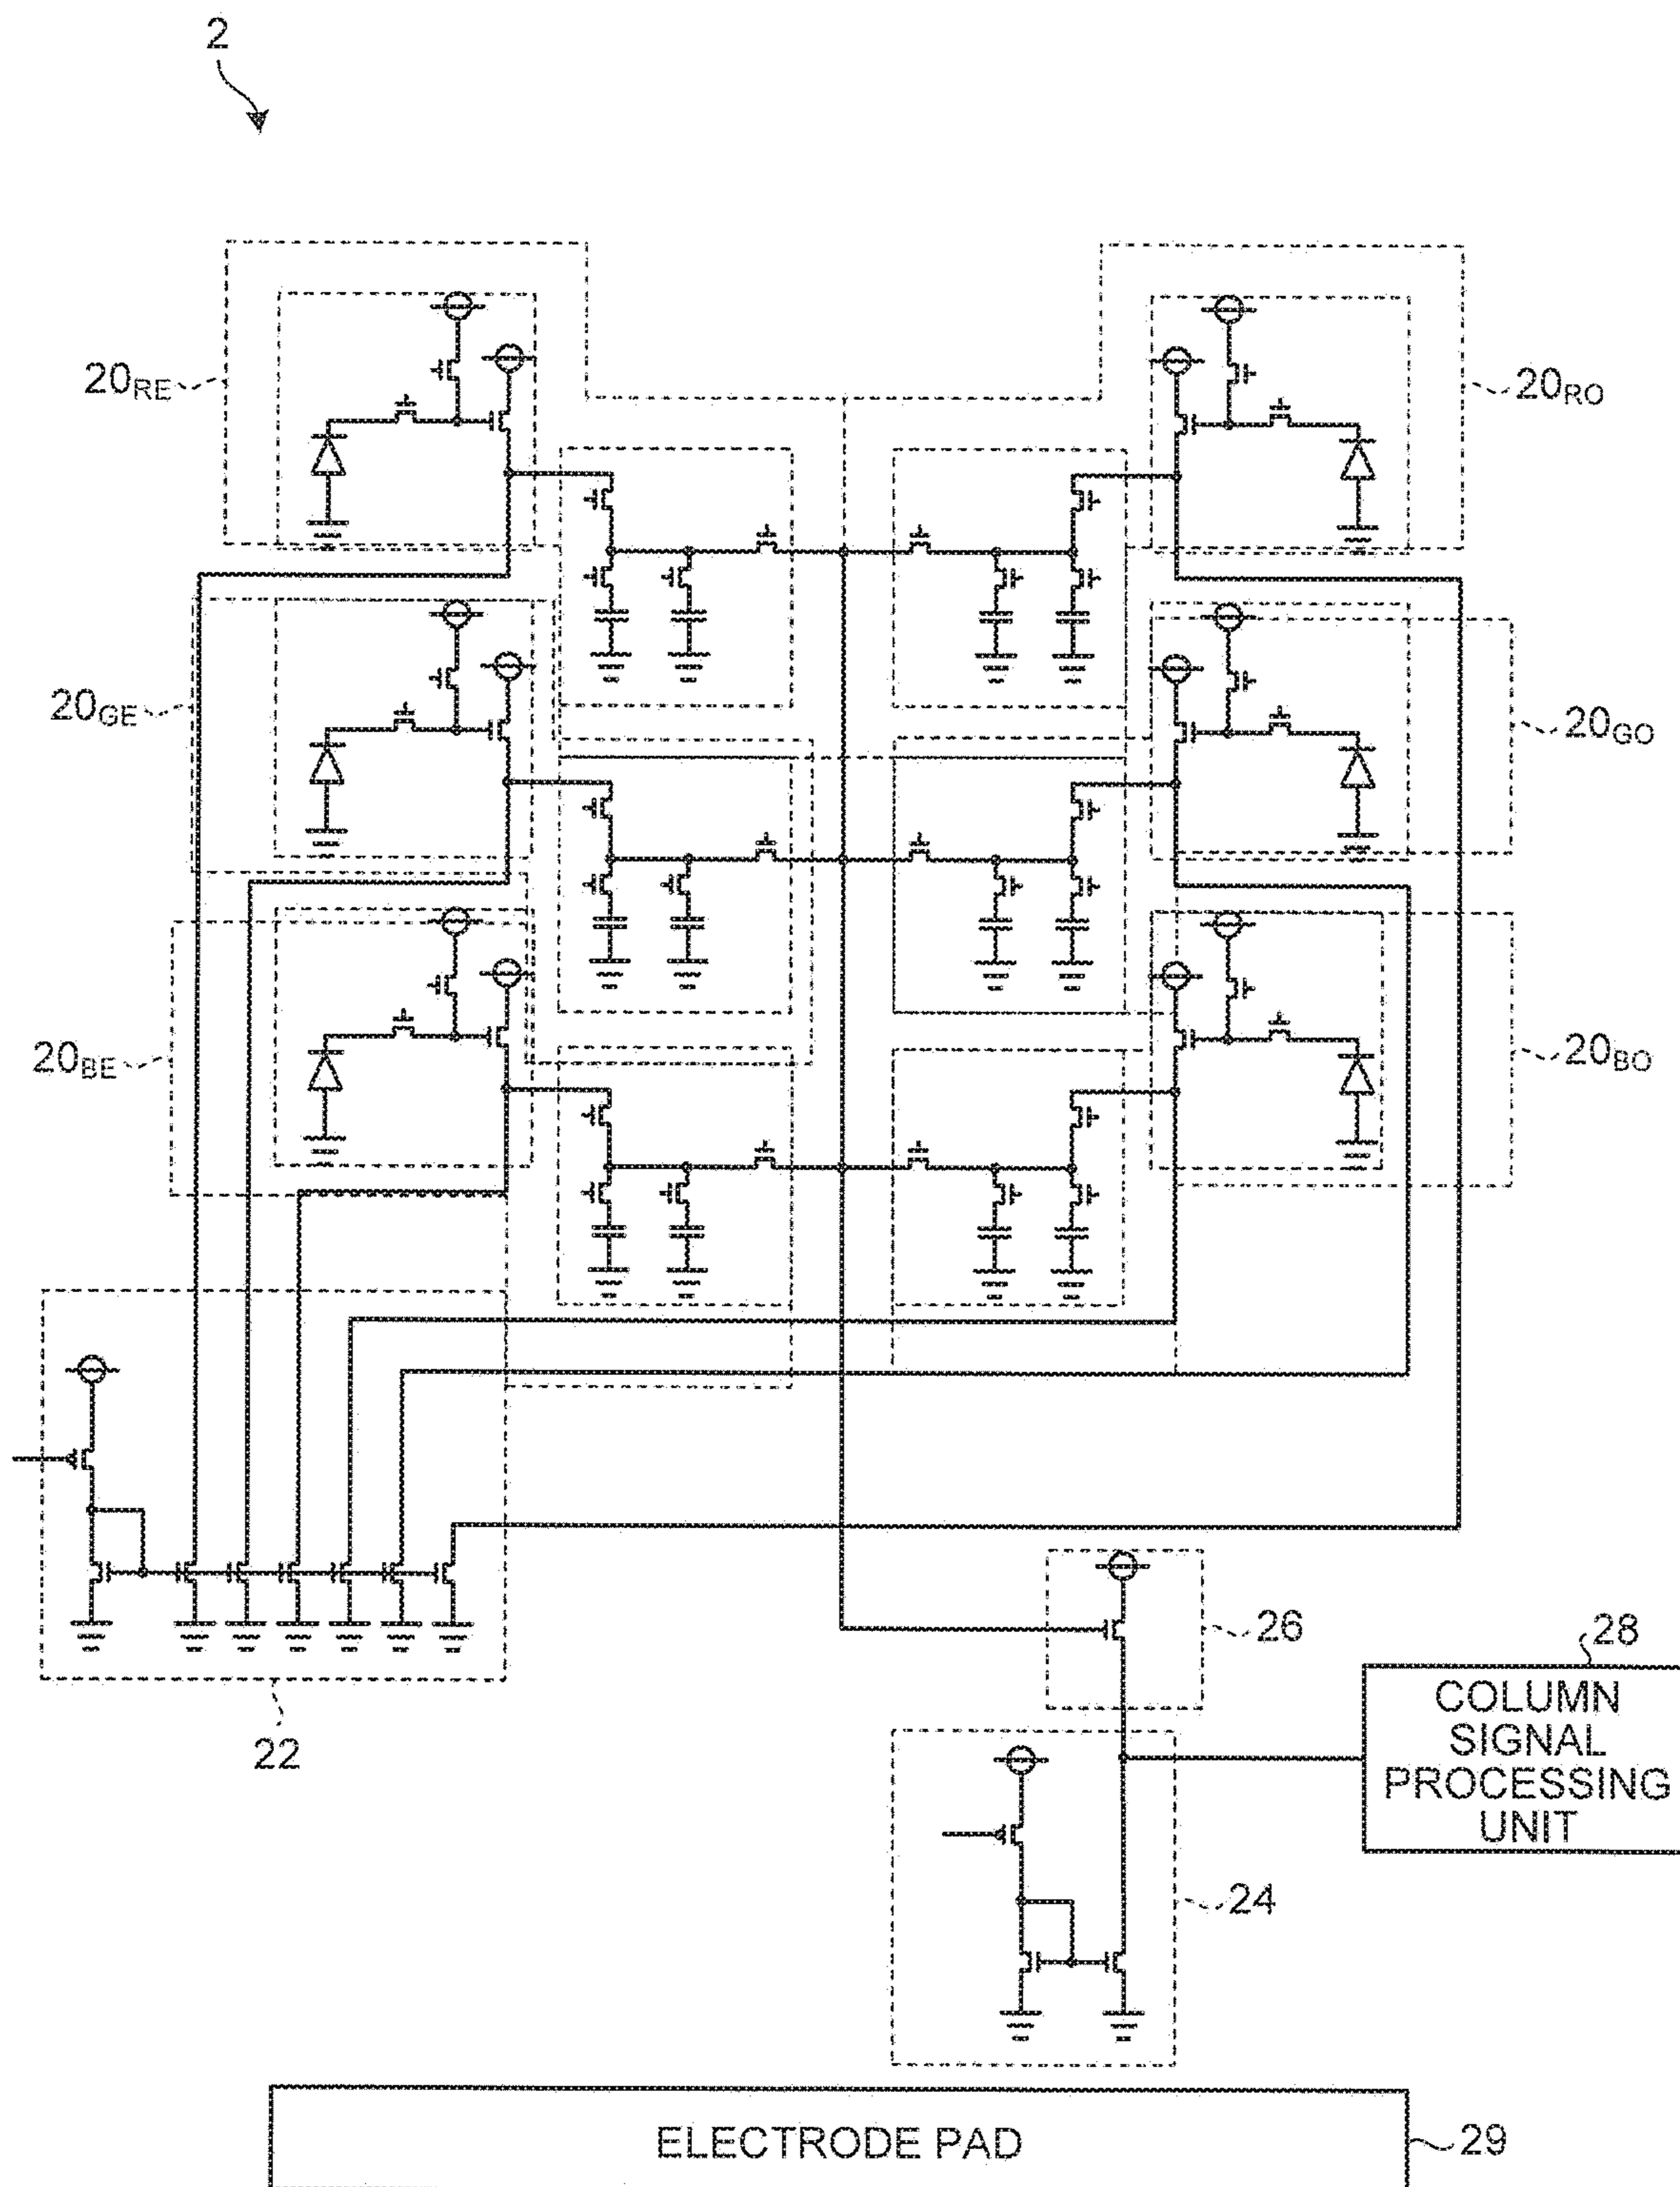 2
20RE
20RO
20GE
20GO
20BE
20BO
22
26
28
COLUMN
SIGNAL
PROCESSING
UNIT
24
ELECTRODE PAD
29